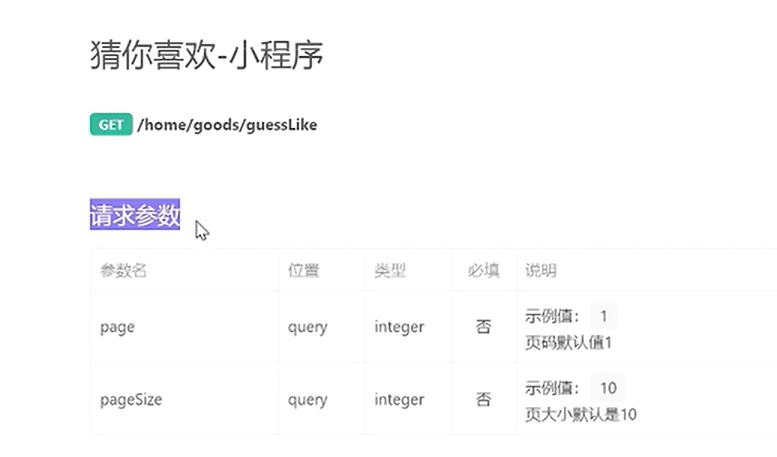 猜你喜欢-小程序
GET /home/goods/guessLike
请求参数
参数名 位置 类型 必填 说明
page query integer 否 示例值： 1
页码默认值1
pageSize query integer 否 示例值： 10
页大小默认是10